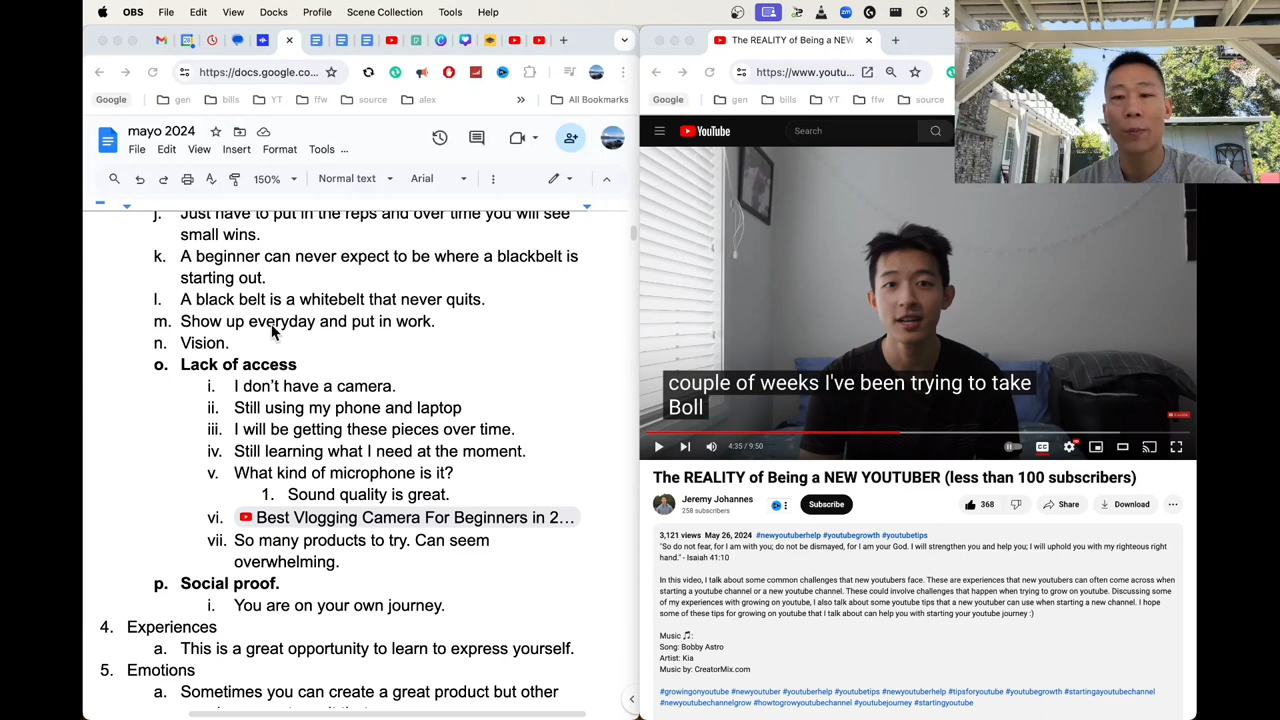 OBS File Edit View Docks Profile Scene Collection Tools Help
https://docs.google.co...
Google gen bills YT ffw source alex » All Bookmarks
mayo 2024
File Edit View Insert Format Tools ...
150% Normal text Arial
j. Just have to put in the reps and over time you will see
small wins.
k. A beginner can never expect to be where a blackbelt is
starting out.
l. A black belt is a whitebelt that never quits.
m. Show up everyday and put in work.
n. Vision.
o. Lack of access
i. I don't have a camera.
ii. Still using my phone and laptop
iii. I will be getting these pieces over time.
iv. Still learning what I need at the moment.
v. What kind of microphone is it?
1. Sound quality is great.
vi. Best Vlogging Camera For Beginners in 2...
vii. So many products to try. Can seem
overwhelming.
p. Social proof.
i. You are on your own journey.
4. Experiences
a. This is a great opportunity to learn to express yourself.
5. Emotions
a. Sometimes you can create a great product but other
The REALITY of Being a NEW
https://www.youtu...
Google gen bills YT ffw source
YouTube
Search
couple of weeks I've been trying to take
Boll
4:35 / 9:50
The REALITY of Being a NEW YOUTUBER (less than 100 subscribers)
Jeremy Johannes
258 subscribers
Subscribe
368
Share
Download
3,121 views May 26, 2024 #newyoutuberhelp #youtubegrowth #youtubetips
"So do not fear, for I am with you; do not be dismayed, for I am your God. I will strengthen you and help you; I will uphold you with my righteous right
hand." - Isaiah 41:10
In this video, I talk about some common challenges that new youtubers face. These are experiences that new youtubers can often come across when
starting a youtube channel or a new youtube channel. These could involve challenges that happen when trying to grow on youtube. Discussing some
of my experiences with growing on youtube, I also talk about some youtube tips that a new youtuber can use when starting a new channel. I hope
some of these tips for growing on youtube that I talk about can help you with starting your youtube journey :)
Music 🎵:
Song: Bobby Astro
Artist: Kia
Music by: CreatorMix.com
#growingonyoutube #newyoutuber #youtuberhelp #youtubetips #newyoutuberhelp #tipsforyoutube #youtubegrowth #startingayoutubechannel
#newyoutubechannelgrow #howtogrowyoutubechannel #youtubejourney #startingyoutube